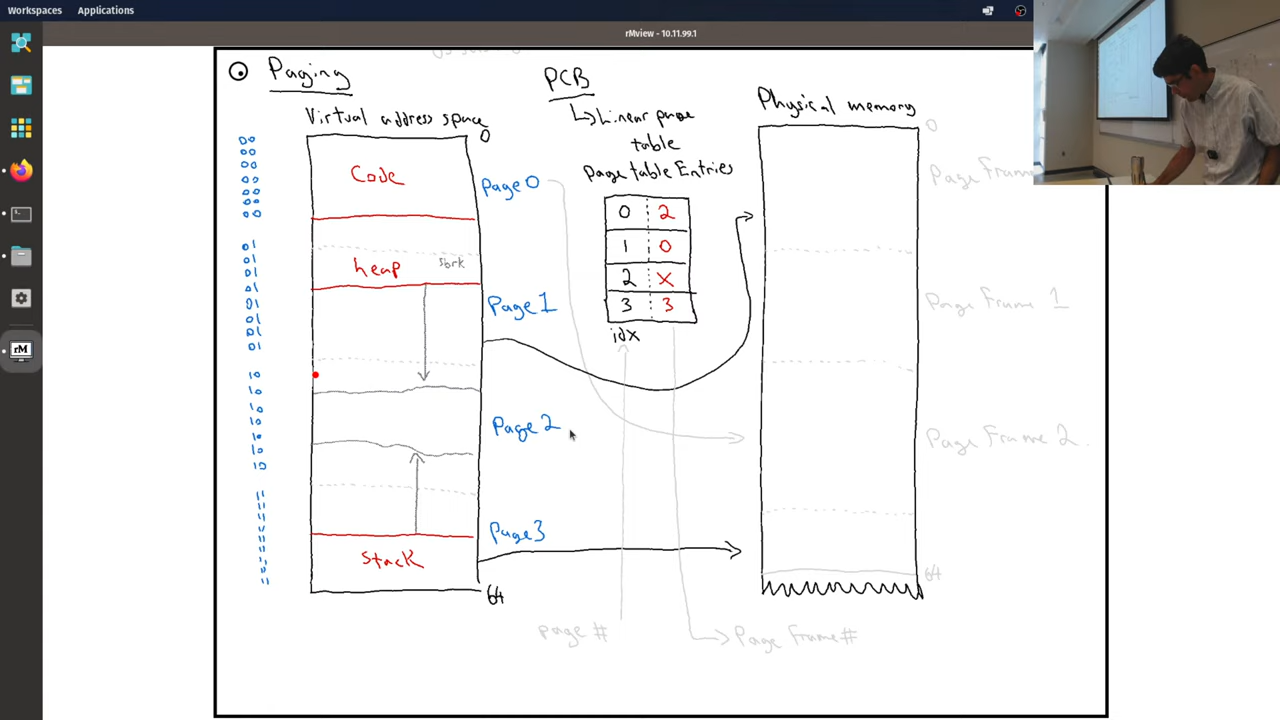 Workspaces
Applications
rMview - 10.11.99.1
Paging
PCB
Linear page
table
Page table Entries
Virtual address space
0
Physical memory
0
00
00
00
00
00
00
00
Code
Page 0
0 2
1 0
2 X
3 3
idx
Page Frame
01
01
01
01
01
01
01
01
heap
sbrk
Page 1
Page Frame 1
10
10
10
10
10
10
10
Page 2
Page Frame 2
11
11
11
11
11
11
11
11
Page 3
Stack
64
64
page #
Page Frame #
rM